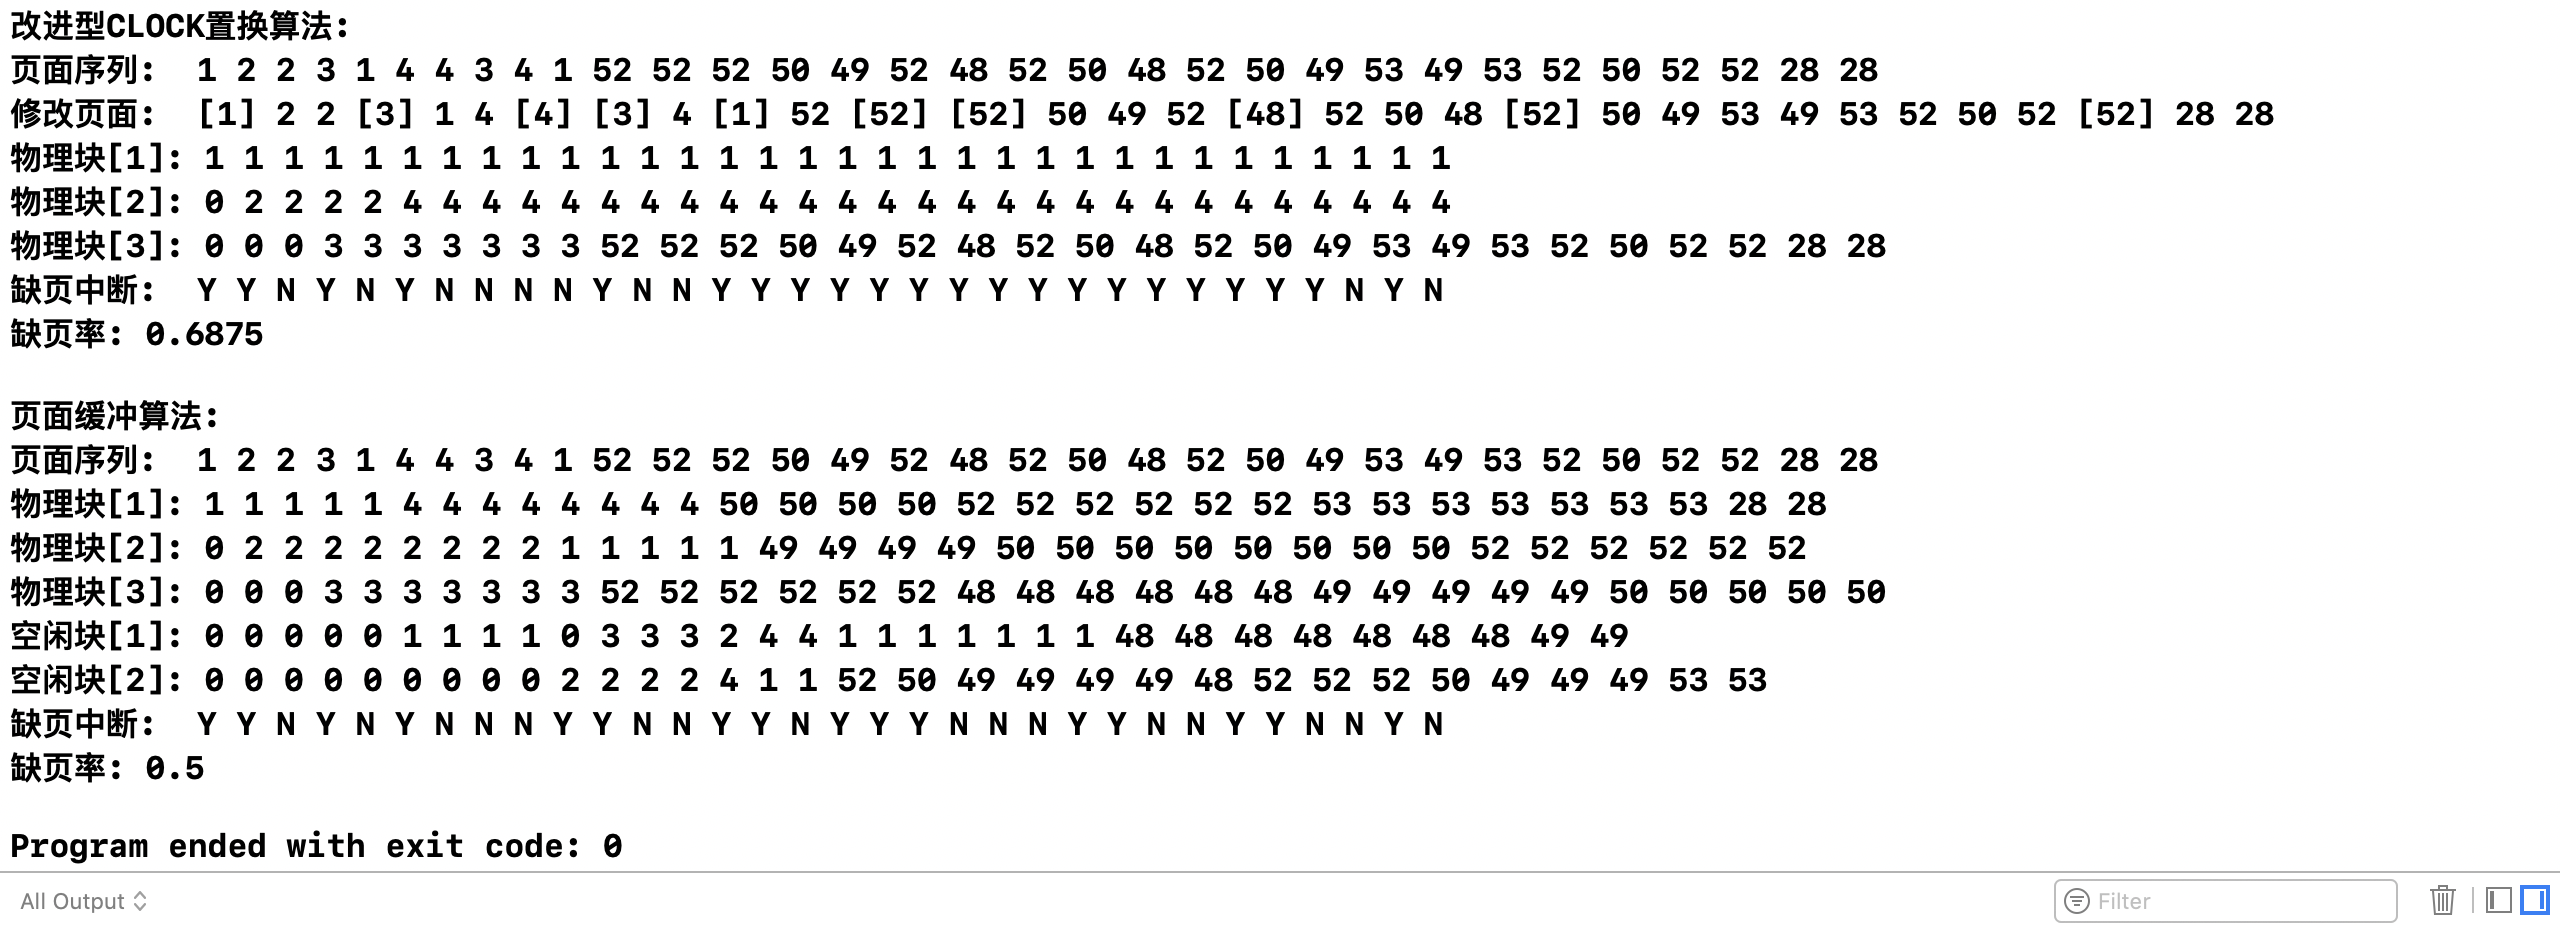 改进型CLOCK置换算法:
页面序列:  1 2 2 3 1 4 4 3 4 1 52 52 52 50 49 52 48 52 50 48 52 50 49 53 49 53 52 50 52 52 28 28
修改页面:  [1] 2 2 [3] 1 4 [4] [3] 4 [1] 52 [52] [52] 50 49 52 [48] 52 50 48 [52] 50 49 53 49 53 52 50 52 [52] 28 28
物理块[1]: 1 1 1 1 1 1 1 1 1 1 1 1 1 1 1 1 1 1 1 1 1 1 1 1 1 1 1 1 1 1 1 1
物理块[2]: 0 2 2 2 2 4 4 4 4 4 4 4 4 4 4 4 4 4 4 4 4 4 4 4 4 4 4 4 4 4 4 4
物理块[3]: 0 0 0 3 3 3 3 3 3 3 52 52 52 50 49 52 48 52 50 48 52 50 49 53 49 53 52 50 52 52 28 28
缺页中断:  Y Y N Y N Y N N N N Y N N Y Y Y Y Y Y Y Y Y Y Y Y Y Y Y Y N Y N
缺页率: 0.6875
页面缓冲算法:
页面序列:  1 2 2 3 1 4 4 3 4 1 52 52 52 50 49 52 48 52 50 48 52 50 49 53 49 53 52 50 52 52 28 28
物理块[1]: 1 1 1 1 1 4 4 4 4 4 4 4 4 50 50 50 50 52 52 52 52 52 52 53 53 53 53 53 53 53 28 28
物理块[2]: 0 2 2 2 2 2 2 2 2 1 1 1 1 1 49 49 49 49 50 50 50 50 50 50 50 50 52 52 52 52 52 52
物理块[3]: 0 0 0 3 3 3 3 3 3 3 52 52 52 52 52 52 48 48 48 48 48 48 49 49 49 49 49 50 50 50 50 50
空闲块[1]: 0 0 0 0 0 1 1 1 1 0 3 3 3 2 4 4 1 1 1 1 1 1 1 48 48 48 48 48 48 48 49 49
空闲块[2]: 0 0 0 0 0 0 0 0 0 2 2 2 2 4 1 1 52 50 49 49 49 49 48 52 52 52 50 49 49 49 53 53
缺页中断:  Y Y N Y N Y N N N Y Y N N Y Y N Y Y Y N N N Y Y N N Y Y N N Y N
缺页率: 0.5
Program ended with exit code: 0
All Output
Filter